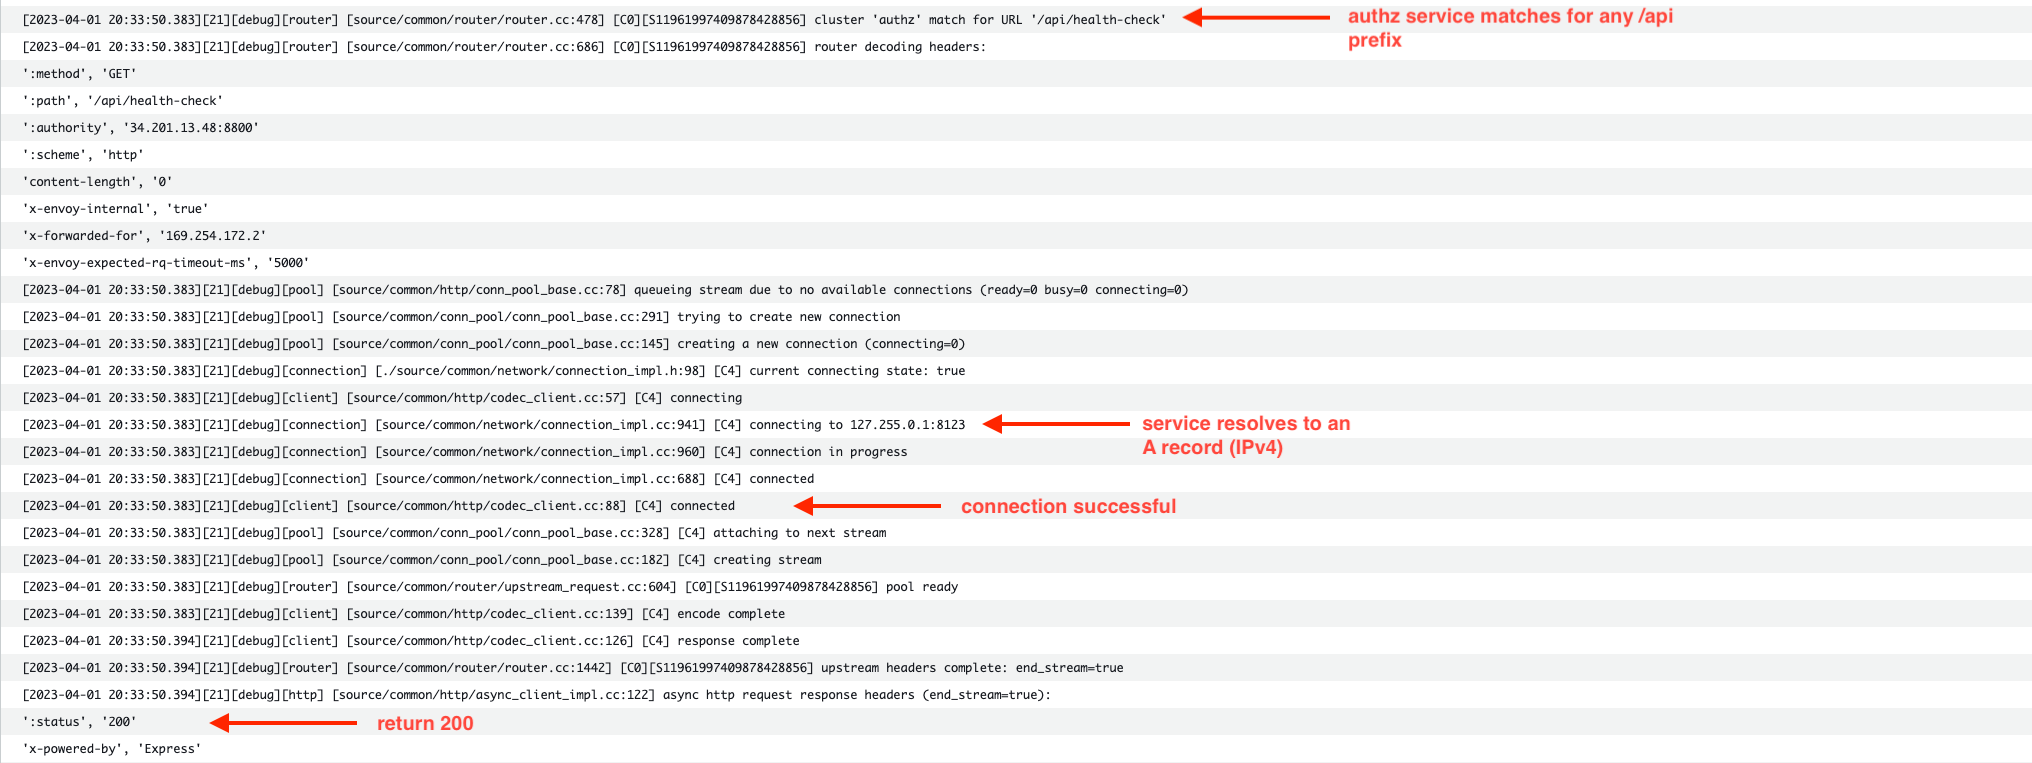 [2023-04-01 20:33:50.383][21][debug][router] [source/common/router/router.cc:478] [C0][S11961997409878428856] cluster 'authz' match for URL '/api/health-check'
authz service matches for any /api
prefix
[2023-04-01 20:33:50.383][21][debug][router] [source/common/router/router.cc:686] [C0][S11961997409878428856] router decoding headers:
':method', 'GET'
':path', '/api/health-check'
':authority', '34.201.13.48:8800'
':scheme', 'http'
'content-length', '0'
'x-envoy-internal', 'true'
'x-forwarded-for', '169.254.172.2'
'x-envoy-expected-rq-timeout-ms', '5000'
[2023-04-01 20:33:50.383][21][debug][pool] [source/common/http/conn_pool_base.cc:78] queueing stream due to no available connections (ready=0 busy=0 connecting=0)
[2023-04-01 20:33:50.383][21][debug][pool] [source/common/conn_pool/conn_pool_base.cc:291] trying to create new connection
[2023-04-01 20:33:50.383][21][debug][pool] [source/common/conn_pool/conn_pool_base.cc:145] creating a new connection (connecting=0)
[2023-04-01 20:33:50.383][21][debug][connection] [./source/common/network/connection_impl.h:98] [C4] current connecting state: true
[2023-04-01 20:33:50.383][21][debug][client] [source/common/http/codec_client.cc:57] [C4] connecting
[2023-04-01 20:33:50.383][21][debug][connection] [source/common/network/connection_impl.cc:941] [C4] connecting to 127.255.0.1:8123
service resolves to an
A record (IPv4)
[2023-04-01 20:33:50.383][21][debug][connection] [source/common/network/connection_impl.cc:960] [C4] connection in progress
[2023-04-01 20:33:50.383][21][debug][connection] [source/common/network/connection_impl.cc:688] [C4] connected
[2023-04-01 20:33:50.383][21][debug][client] [source/common/http/codec_client.cc:88] [C4] connected
connection successful
[2023-04-01 20:33:50.383][21][debug][pool] [source/common/conn_pool/conn_pool_base.cc:328] [C4] attaching to next stream
[2023-04-01 20:33:50.383][21][debug][pool] [source/common/conn_pool/conn_pool_base.cc:182] [C4] creating stream
[2023-04-01 20:33:50.383][21][debug][router] [source/common/router/upstream_request.cc:604] [C0][S11961997409878428856] pool ready
[2023-04-01 20:33:50.383][21][debug][client] [source/common/http/codec_client.cc:139] [C4] encode complete
[2023-04-01 20:33:50.394][21][debug][client] [source/common/http/codec_client.cc:126] [C4] response complete
[2023-04-01 20:33:50.394][21][debug][router] [source/common/router/router.cc:1442] [C0][S11961997409878428856] upstream headers complete: end_stream=true
[2023-04-01 20:33:50.394][21][debug][http] [source/common/http/async_client_impl.cc:122] async http request response headers (end_stream=true):
':status', '200'
return 200
'x-powered-by', 'Express'